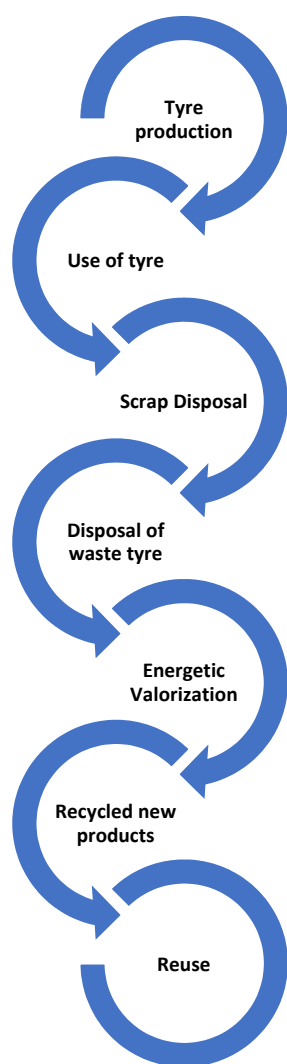 Tyre
production
Use of tyre
Scrap Disposal
Disposal of
waste tyre
Energetic
Valorization
Recycled new
products
Reuse